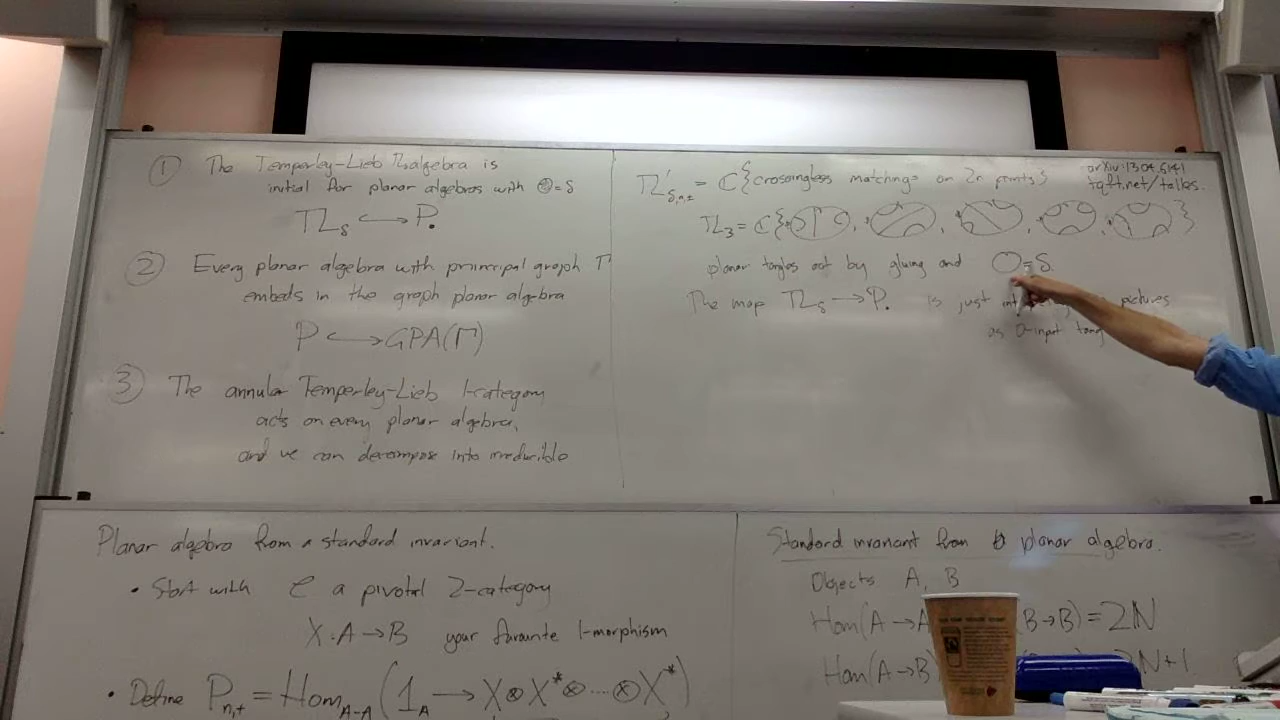 ① The Temperley-Lieb algebra is
initial for planar algebras with ◯=δ
TL_δ ↪ P.
② Every planar algebra with principal graph Γ
embeds in the graph planar algebra
P ↪ GPA(Γ)
③ The annular Temperley-Lieb 1-category
acts on every planar algebra,
and we can decompose into irreducible
arXiv:1304.6141
tqft.net/talks.
TL_{δ,n,±} = ℂ{crossingless matchings on 2n points}
TL_3 = ℂ{ , , , , }
planar tangles act by gluing and ◯=δ.
The map TL_δ → P. is just pictures
as 0-input
Planar algebra from a standard invariant.
• Start with C a pivotal 2-category
X: A → B your favourite 1-morphism
• Define P_{n,+} = Hom_{A-A} (1_A → X⊗X*⊗····⊗X*)
Standard invariant from planar algebra.
Objects A, B
Hom(A → A B→B) = 2N
Hom(A→B) 2N+1